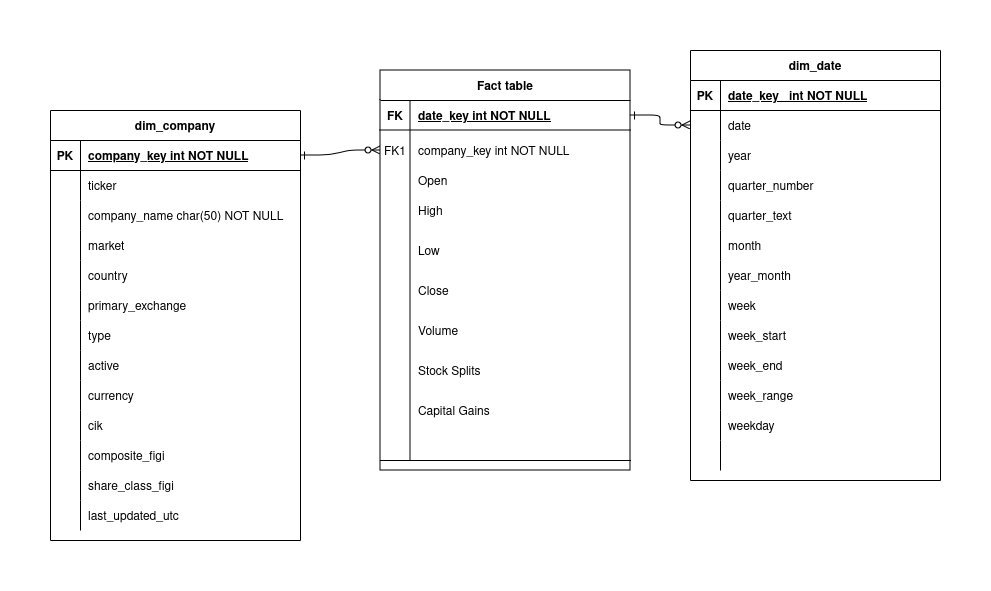 dim_company
PK company_key int NOT NULL
ticker
company_name char(50) NOT NULL
market
country
primary_exchange
type
active
currency
cik
composite_figi
share_class_figi
last_updated_utc
Fact table
FK date_key int NOT NULL
FK1 company_key int NOT NULL
Open
High
Low
Close
Volume
Stock Splits
Capital Gains
dim_date
PK date_key int NOT NULL
date
year
quarter_number
quarter_text
month
year_month
week
week_start
week_end
week_range
weekday